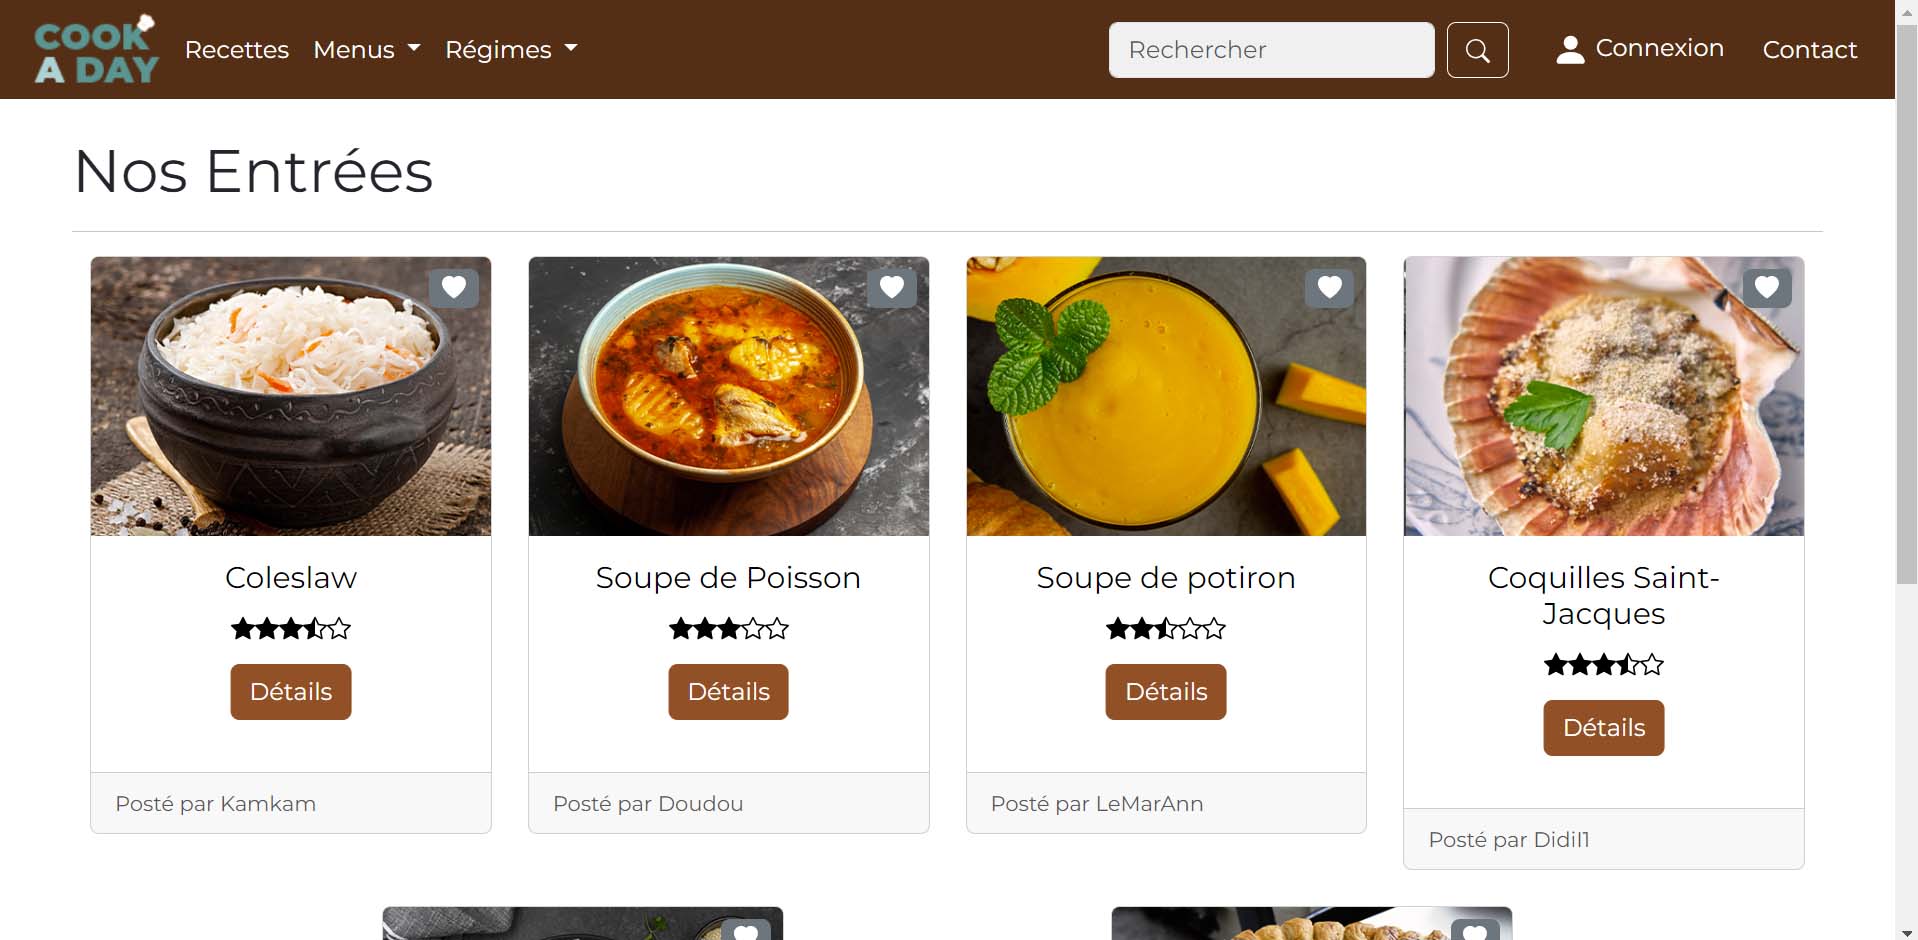 COOK
A DAY
Recettes Menus Régimes
Rechercher
Connexion Contact
Nos Entrées
Coleslaw
Détails
Posté par Kamkam
Soupe de Poisson
Détails
Posté par Doudou
Soupe de potiron
Détails
Posté par LeMarAnn
Coquilles Saint-
Jacques
Détails
Posté par Didil1